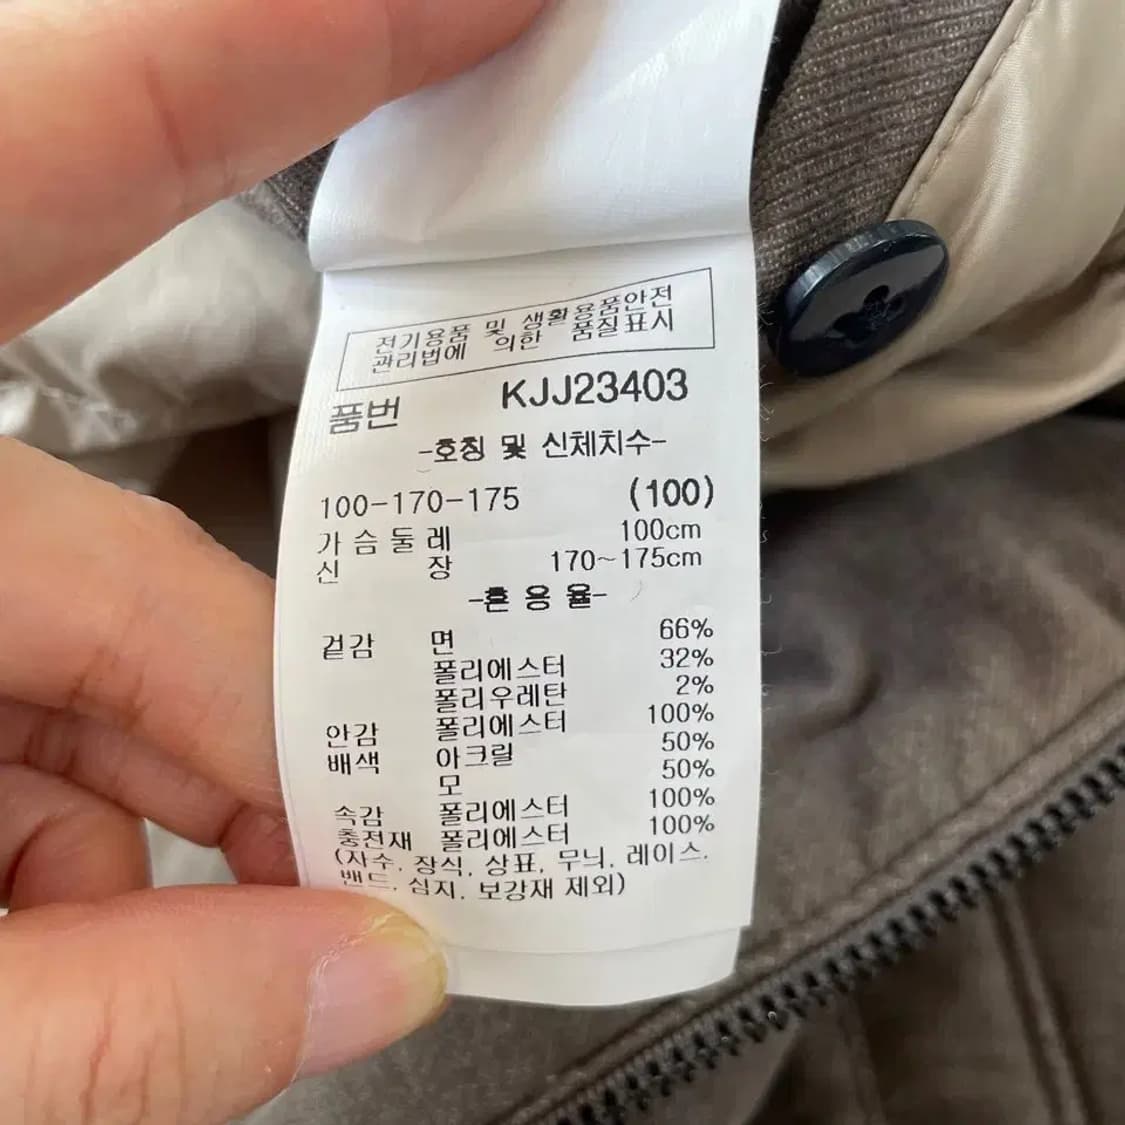 전기용품 및 생활용품안전
관리법에 의한 품질표시
품번 KJJ23403
-호칭 및 신체치수-
100-170-175 (100)
가슴둘레 100cm
신장 170~175cm
-혼용율-
겉감 면 66%
폴리에스터 32%
폴리우레탄 2%
안감 폴리에스터 100%
배색 아크릴 50%
모 50%
속감 폴리에스터 100%
충전재 폴리에스터 100%
(자수, 장식, 상표, 무늬, 레이스.
밴드, 심지, 보강재 제외)